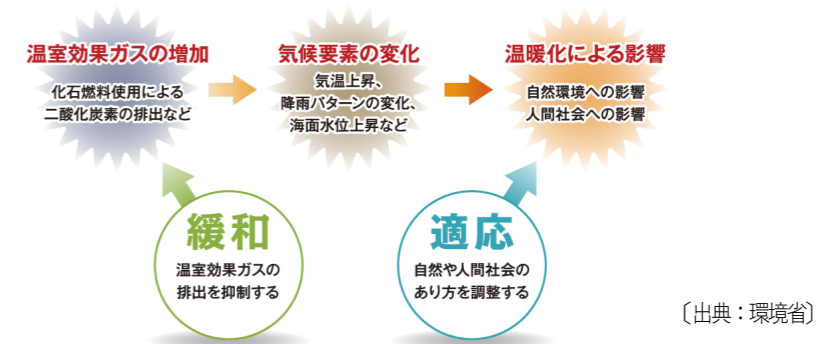 温室効果ガスの増加
化石燃料使用による
二酸化炭素の排出など
気候要素の変化
気温上昇、
降雨パターンの変化、
海面水位上昇など
温暖化による影響
自然環境への影響
人間社会への影響
緩和
温室効果ガスの
排出を抑制する
適応
自然や人間社会の
あり方を調整する
〔出典：環境省〕